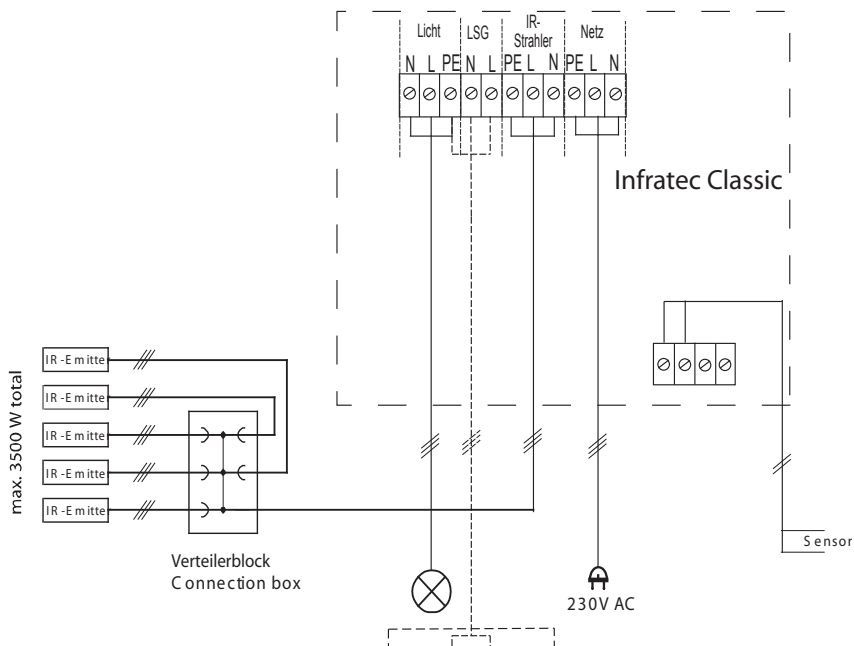 Licht LSG IR-Strahler Netz
N L PE N L PE L N PE L N
Infratec Classic
max. 3500 W total
IR-Emitte
IR-Emitte
IR-Emitte
IR-Emitte
IR-Emitte
Verteilerblock
Connection box
230V AC
Sensor